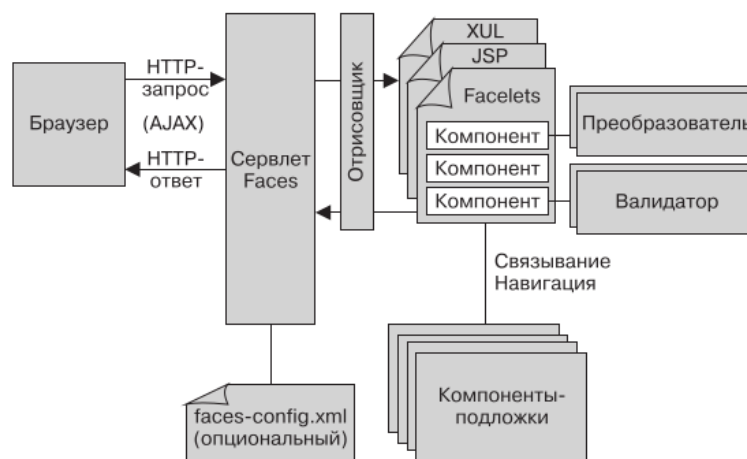 Браузер
HTTP-
запрос
(AJAX)
HTTP-
ответ
Сервлет
Faces
Отрисовщик
XUL
JSP
Facelets
Компонент
Компонент
Компонент
Преобразователь
Валидатор
Связывание
Навигация
faces-config.xml
(опциональный)
Компоненты-
подложки